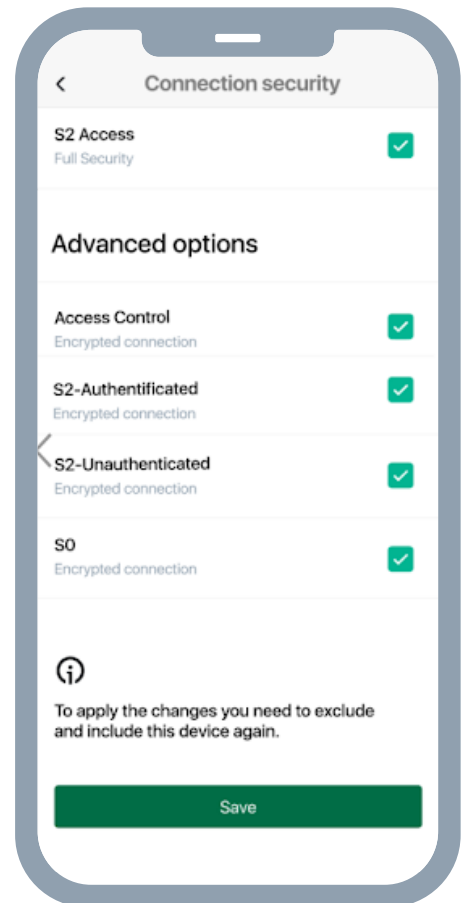 Connection security
S2 Access
Full Security
Advanced options
Access Control
Encrypted connection
S2-Authentificated
Encrypted connection
S2-Unauthenticated
Encrypted connection
S0
Encrypted connection
To apply the changes you need to exclude
and include this device again.
Save